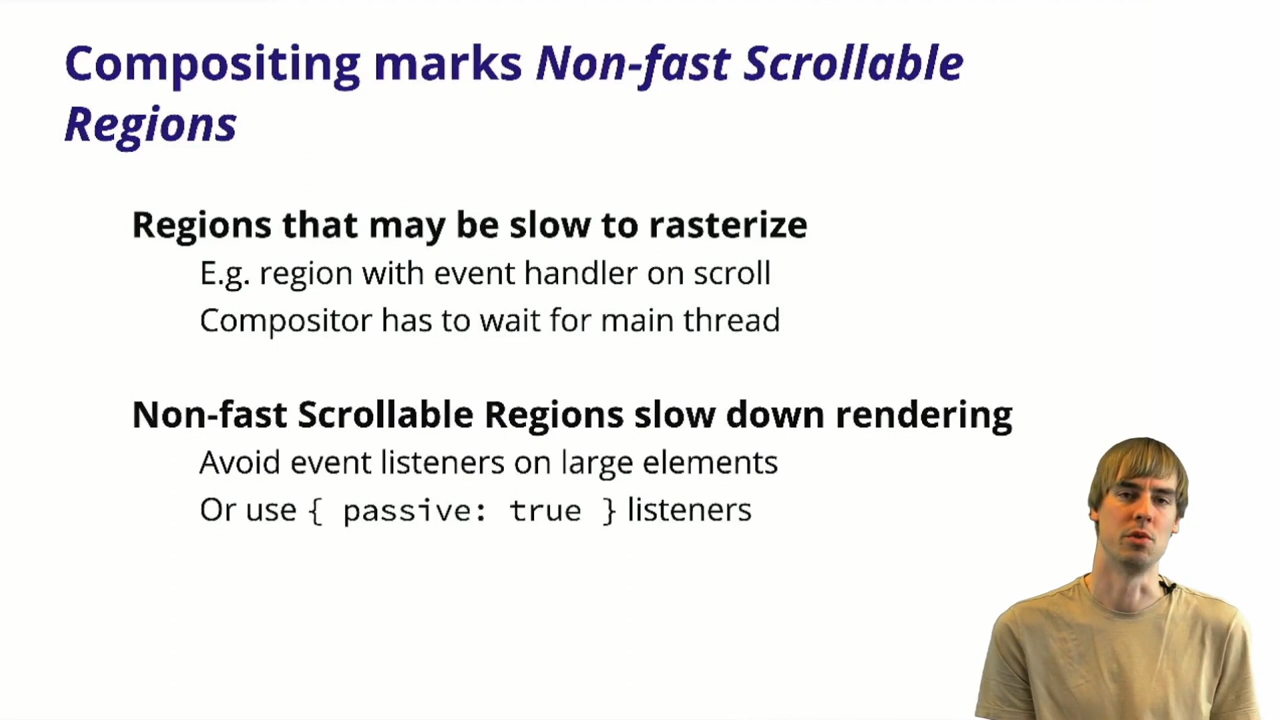 Compositing marks Non-fast Scrollable
Regions
Regions that may be slow to rasterize
E.g. region with event handler on scroll
Compositor has to wait for main thread
Non-fast Scrollable Regions slow down rendering
Avoid event listeners on large elements
Or use { passive: true } listeners